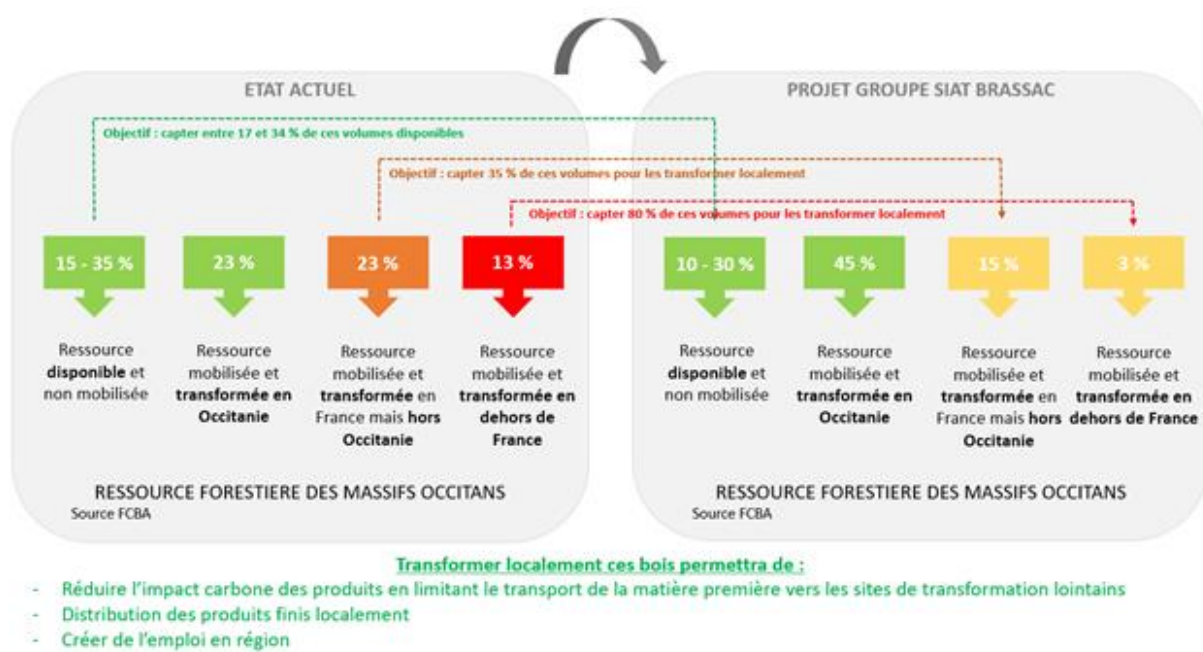 ETAT ACTUEL
Objectif : capter entre 17 et 34 % de ces volumes disponibles
Objectif : capter 35 % de ces volumes pour les transformer localement
Objectif : capter 80 % de ces volumes pour les transformer localement
15 - 35 %
Ressource
disponible et
non mobilisée
23 %
Ressource
mobilisée et
transformée en
Occitanie
23 %
Ressource
mobilisée et
transformée en
France mais hors
Occitanie
13 %
Ressource
mobilisée et
transformée en
dehors de
France
RESSOURCE FORESTIERE DES MASSIFS OCCITANS
Source FCBA
PROJET GROUPE SIAT BRASSAC
10 - 30 %
Ressource
disponible et
non mobilisée
45 %
Ressource
mobilisée et
transformée en
Occitanie
15 %
Ressource
mobilisée et
transformée en
France mais hors
Occitanie
3 %
Ressource
mobilisée et
transformée en
dehors de France
RESSOURCE FORESTIERE DES MASSIFS OCCITANS
Source FCBA
Transformer localement ces bois permettra de :
- Réduire l'impact carbone des produits en limitant le transport de la matière première vers les sites de transformation lointains
- Distribution des produits finis localement
- Créer de l'emploi en région